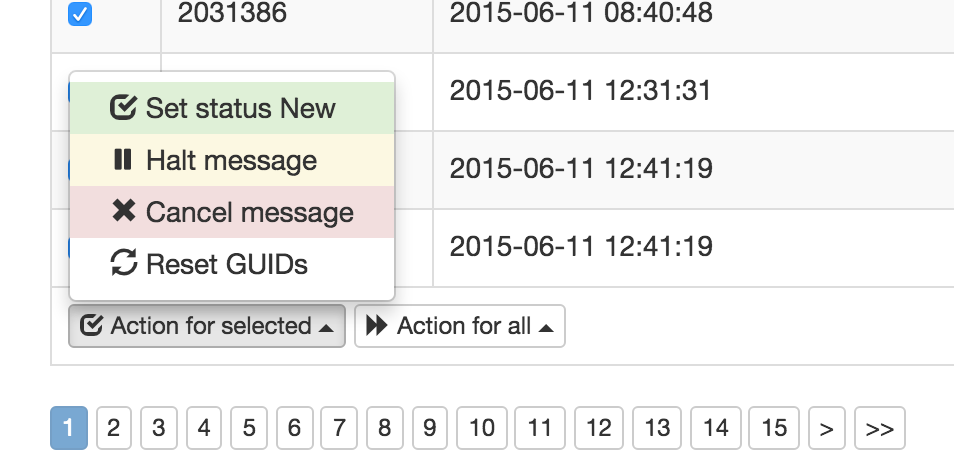 2031386 2015-06-11 08:40:48
2015-06-11 12:31:31
2015-06-11 12:41:19
2015-06-11 12:41:19
Set status New
Halt message
Cancel message
Reset GUIDs
Action for selected Action for all
1 2 3 4 5 6 7 8 9 10 11 12 13 14 15 > >>